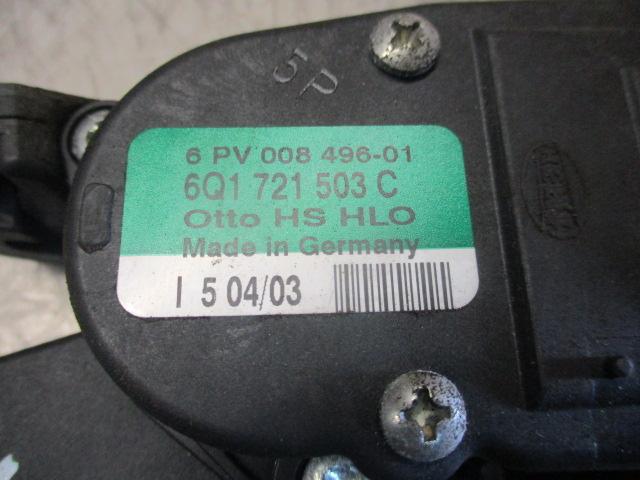 5P
6 PV 008 496-01
6Q1 721 503 C
Otto HS HLO
Made in Germany
I 5 04/03